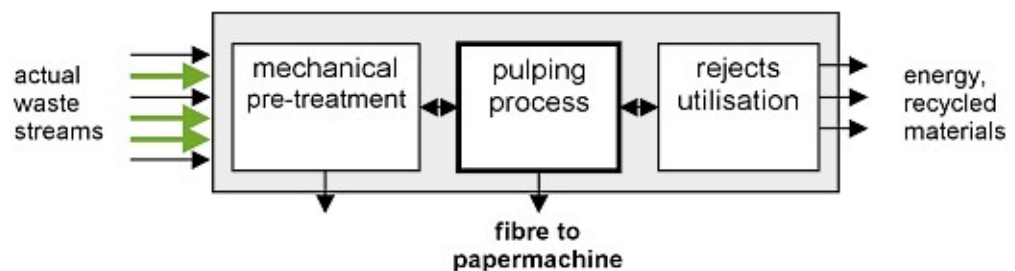 actual
waste
streams
mechanical
pre-treatment
pulping
process
rejects
utilisation
energy,
recycled
materials
fibre to
papermachine